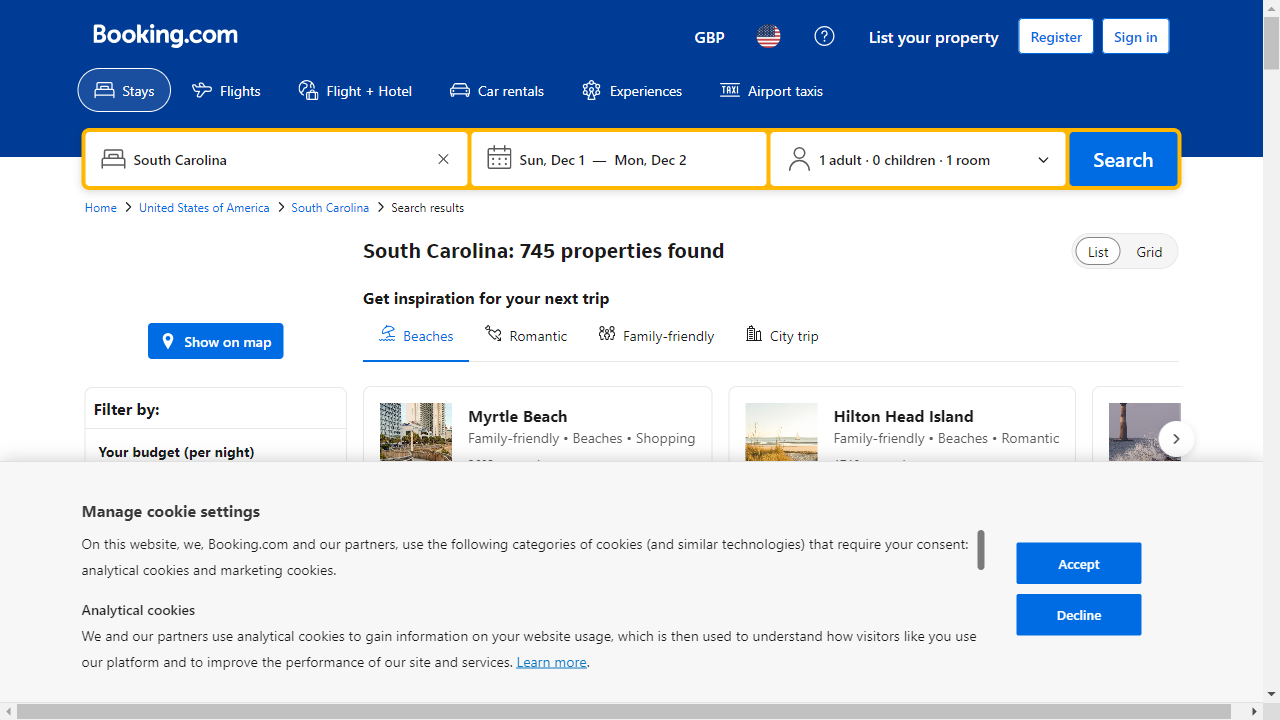 Booking.com
GBP
List your property
Register
Sign in
Stays
Flights
Flight + Hotel
Car rentals
Experiences
TAXI
Airport taxis
South Carolina
Sun, Dec 1 — Mon, Dec 2
1 adult · 0 children · 1 room
Search
Home
United States of America
South Carolina
Search results
South Carolina: 745 properties found
List
Grid
Get inspiration for your next trip
Show on map
Beaches
Romantic
Family-friendly
City trip
Filter by:
Your budget (per night)
Myrtle Beach
Family-friendly • Beaches • Shopping
Hilton Head Island
Family-friendly • Beaches • Romantic
Manage cookie settings
On this website, we, Booking.com and our partners, use the following categories of cookies (and similar technologies) that require your consent:
analytical cookies and marketing cookies.
Analytical cookies
We and our partners use analytical cookies to gain information on your website usage, which is then used to understand how visitors like you use
our platform and to improve the performance of our site and services. Learn more.
Accept
Decline